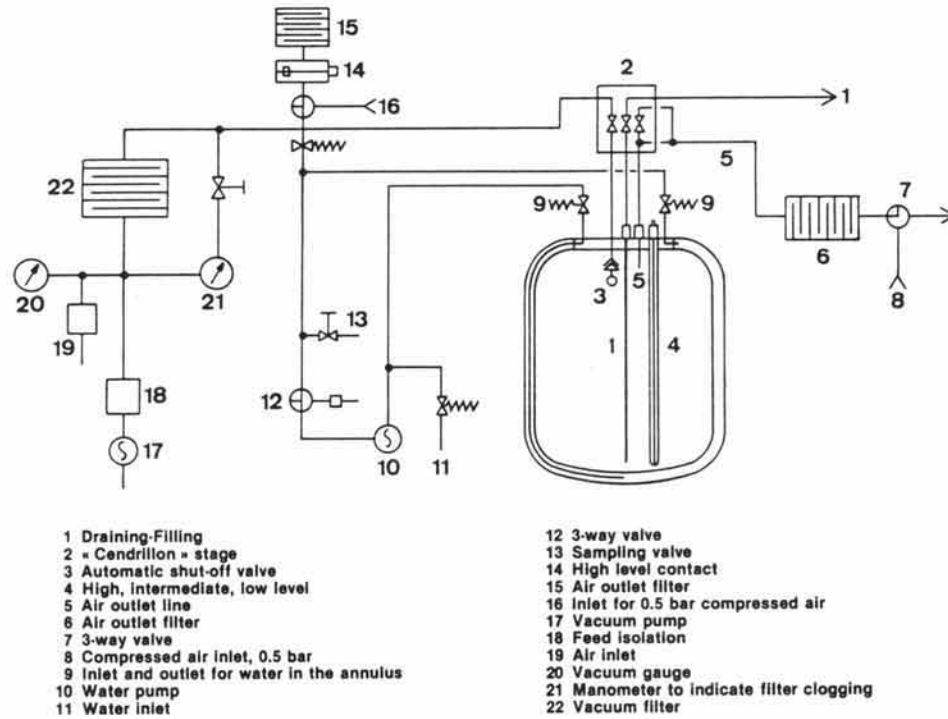 15
14
2
16
1
5
22
9
9
7
6
20
21
3
5
8
13
19
1
4
18
12
17
10
11
1 Draining-Filling
2 « Cendrillon » stage
3 Automatic shut-off valve
4 High, intermediate, low level
5 Air outlet line
6 Air outlet filter
7 3-way valve
8 Compressed air inlet, 0.5 bar
9 Inlet and outlet for water in the annulus
10 Water pump
11 Water inlet
12 3-way valve
13 Sampling valve
14 High level contact
15 Air outlet filter
16 Inlet for 0.5 bar compressed air
17 Vacuum pump
18 Feed isolation
19 Air inlet
20 Vacuum gauge
21 Manometer to indicate filter clogging
22 Vacuum filter